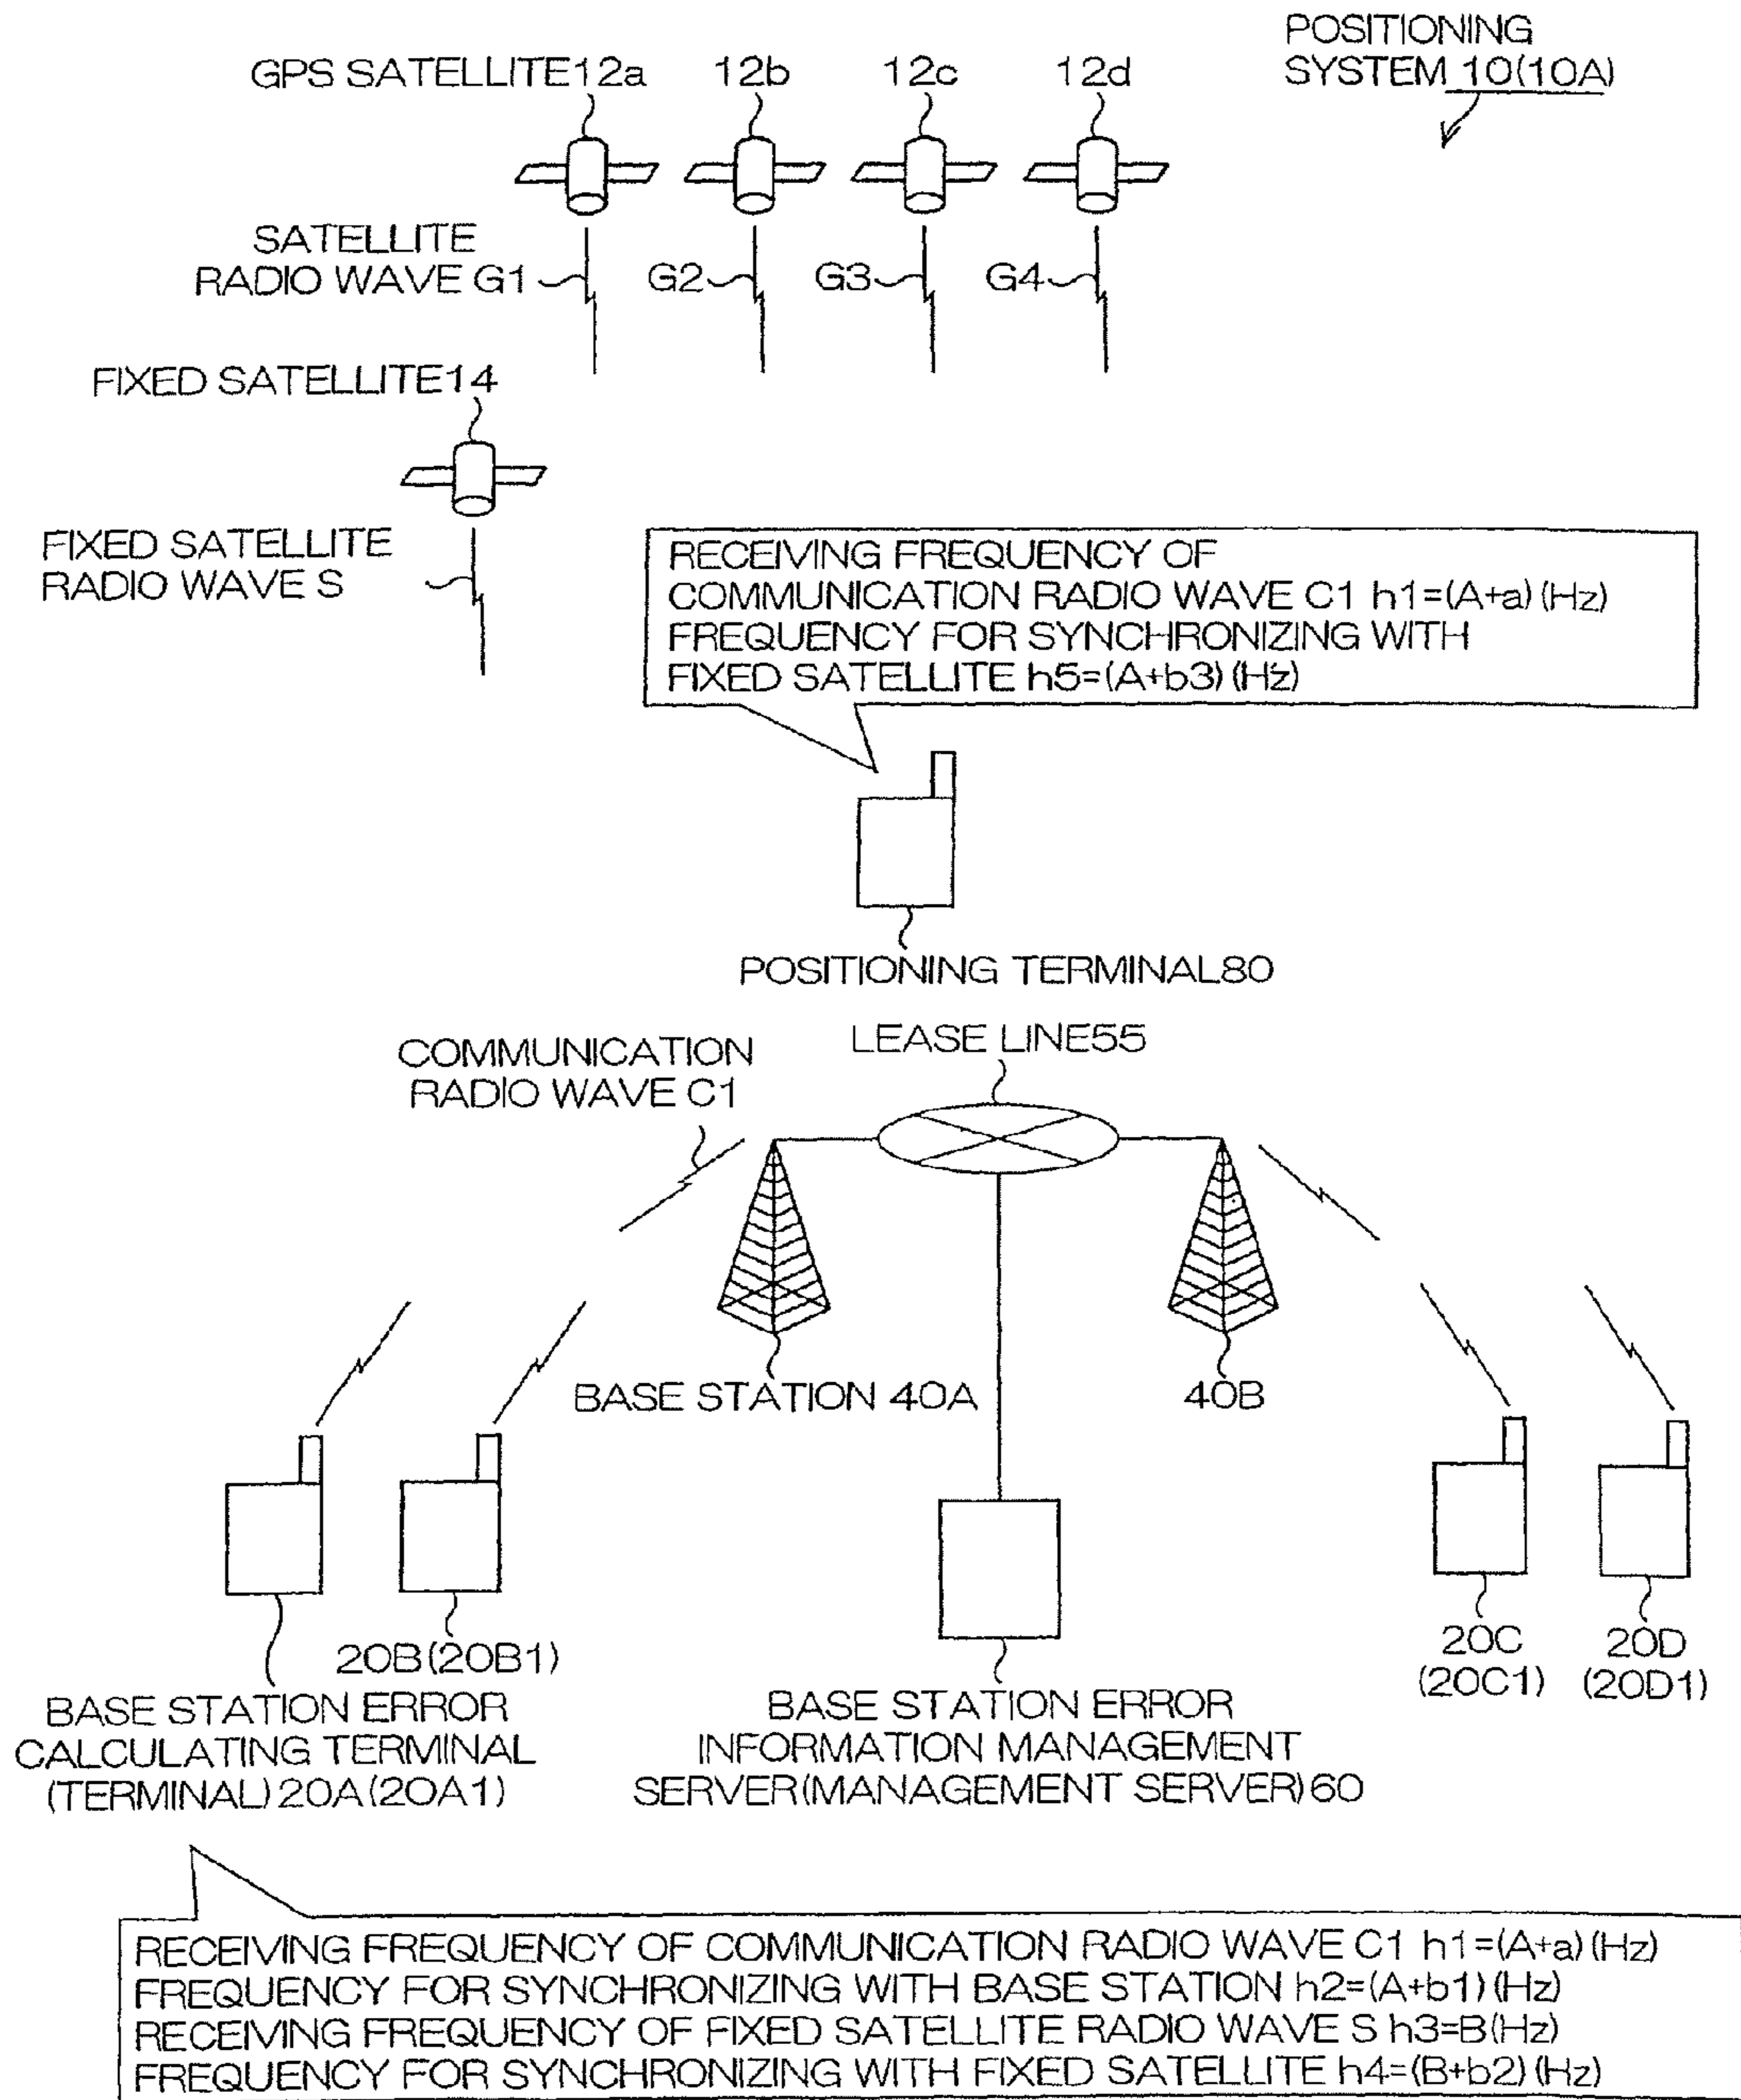 POSITIONING
SYSTEM 10(10A)
GPS SATELLITE12a 12b 12c 12d
SATELLITE
RADIO WAVE G1 G2 G3 G4
FIXED SATELLITE14
FIXED SATELLITE
RADIO WAVE S
RECEIVING FREQUENCY OF
COMMUNICATION RADIO WAVE C1 h1=(A+a)(Hz)
FREQUENCY FOR SYNCHRONIZING WITH
FIXED SATELLITE h5=(A+b3)(Hz)
POSITIONING TERMINAL80
LEASE LINE55
COMMUNICATION
RADIO WAVE C1
BASE STATION 40A
40B
20B(20B1)
20C
(20C1)
20D
(20D1)
BASE STATION ERROR
CALCULATING TERMINAL
(TERMINAL)20A(20A1)
BASE STATION ERROR
INFORMATION MANAGEMENT
SERVER(MANAGEMENT SERVER)60
RECEIVING FREQUENCY OF COMMUNICATION RADIO WAVE C1 h1=(A+a)(Hz)
FREQUENCY FOR SYNCHRONIZING WITH BASE STATION h2=(A+b1)(Hz)
RECEIVING FREQUENCY OF FIXED SATELLITE RADIO WAVE S h3=B(Hz)
FREQUENCY FOR SYNCHRONIZING WITH FIXED SATELLITE h4=(B+b2)(Hz)